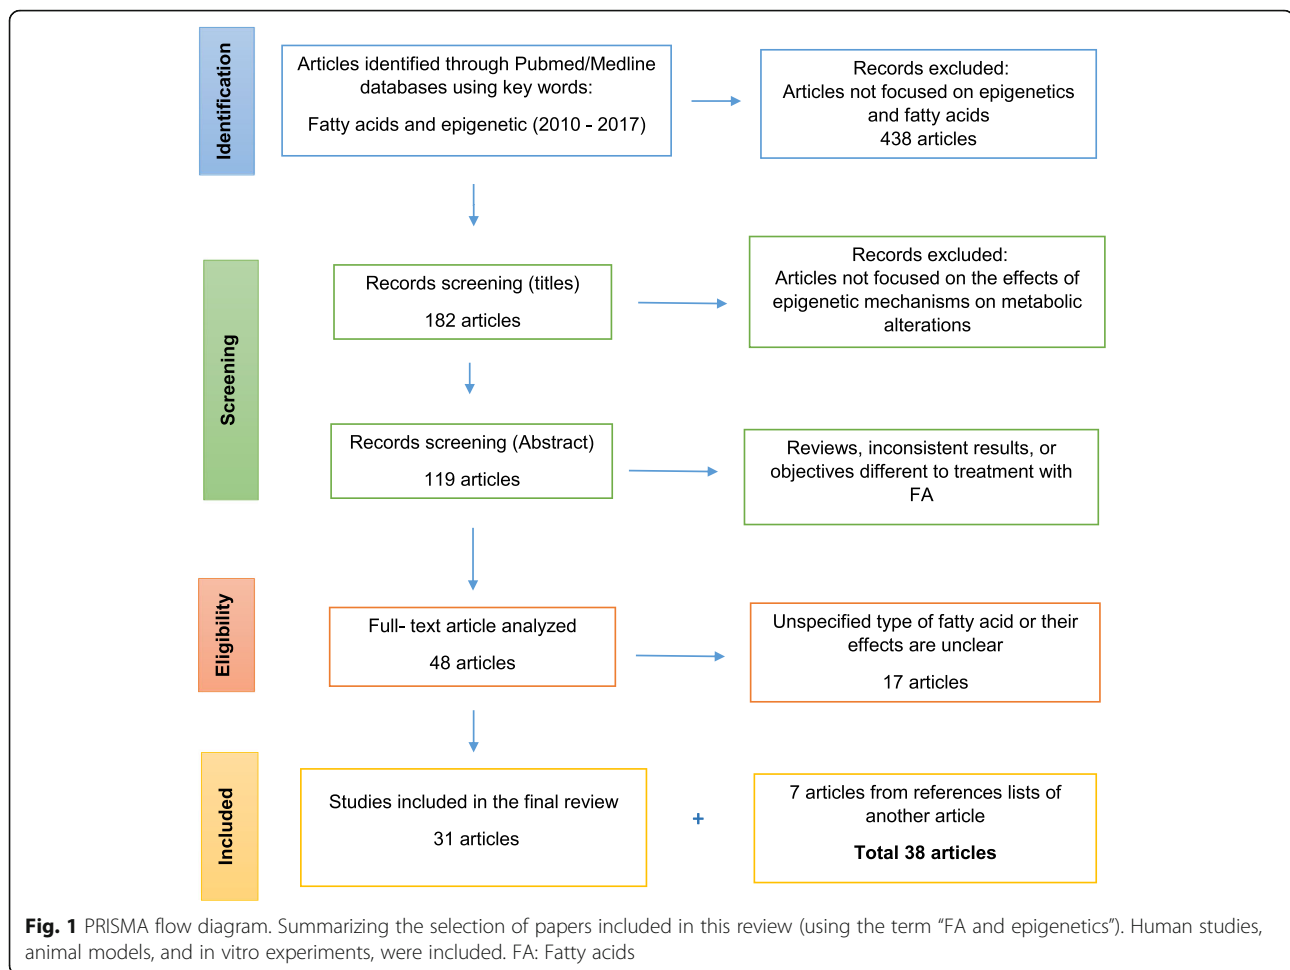 Identification
Articles identified through Pubmed/Medline
databases using key words:
Fatty acids and epigenetic (2010 - 2017)
Records excluded:
Articles not focused on epigenetics
and fatty acids
438 articles
Screening
Records screening (titles)
182 articles
Records excluded:
Articles not focused on the effects of
epigenetic mechanisms on metabolic
alterations
Records screening (Abstract)
119 articles
Reviews, inconsistent results, or
objectives different to treatment with
FA
Eligibility
Full- text article analyzed
48 articles
Unspecified type of fatty acid or their
effects are unclear
17 articles
Included
Studies included in the final review
31 articles
+
7 articles from references lists of
another article
Total 38 articles
Fig. 1 PRISMA flow diagram. Summarizing the selection of papers included in this review (using the term “FA and epigenetics”). Human studies,
animal models, and in vitro experiments, were included. FA: Fatty acids